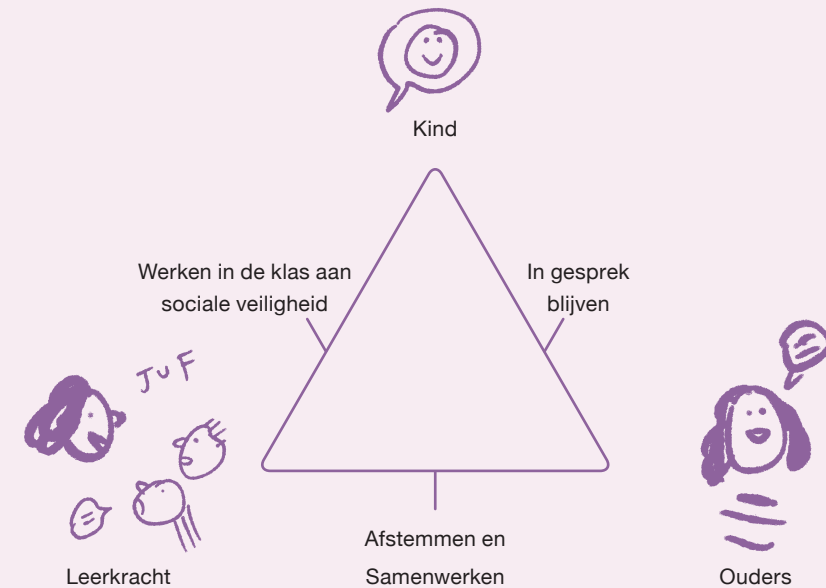 Kind
Werken in de klas aan
sociale veiligheid
In gesprek
blijven
JUF
Afstemmen en
Samenwerken
Leerkracht
Ouders